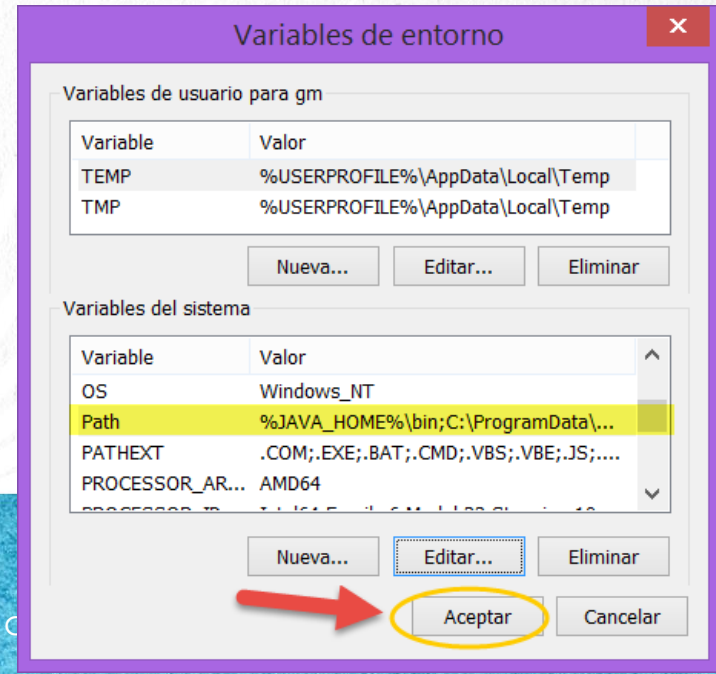 Variables de entorno
Variables de usuario para gm
Variable Valor
TEMP %USERPROFILE%\AppData\Local\Temp
TMP %USERPROFILE%\AppData\Local\Temp
Nueva... Editar... Eliminar
Variables del sistema
Variable Valor
OS Windows_NT
Path %JAVA_HOME%\bin;C:\ProgramData\...
PATHEXT .COM;.EXE;.BAT;.CMD;.VBS;.VBE;.JS;....
PROCESSOR_AR... AMD64
Nueva... Editar... Eliminar
Aceptar Cancelar